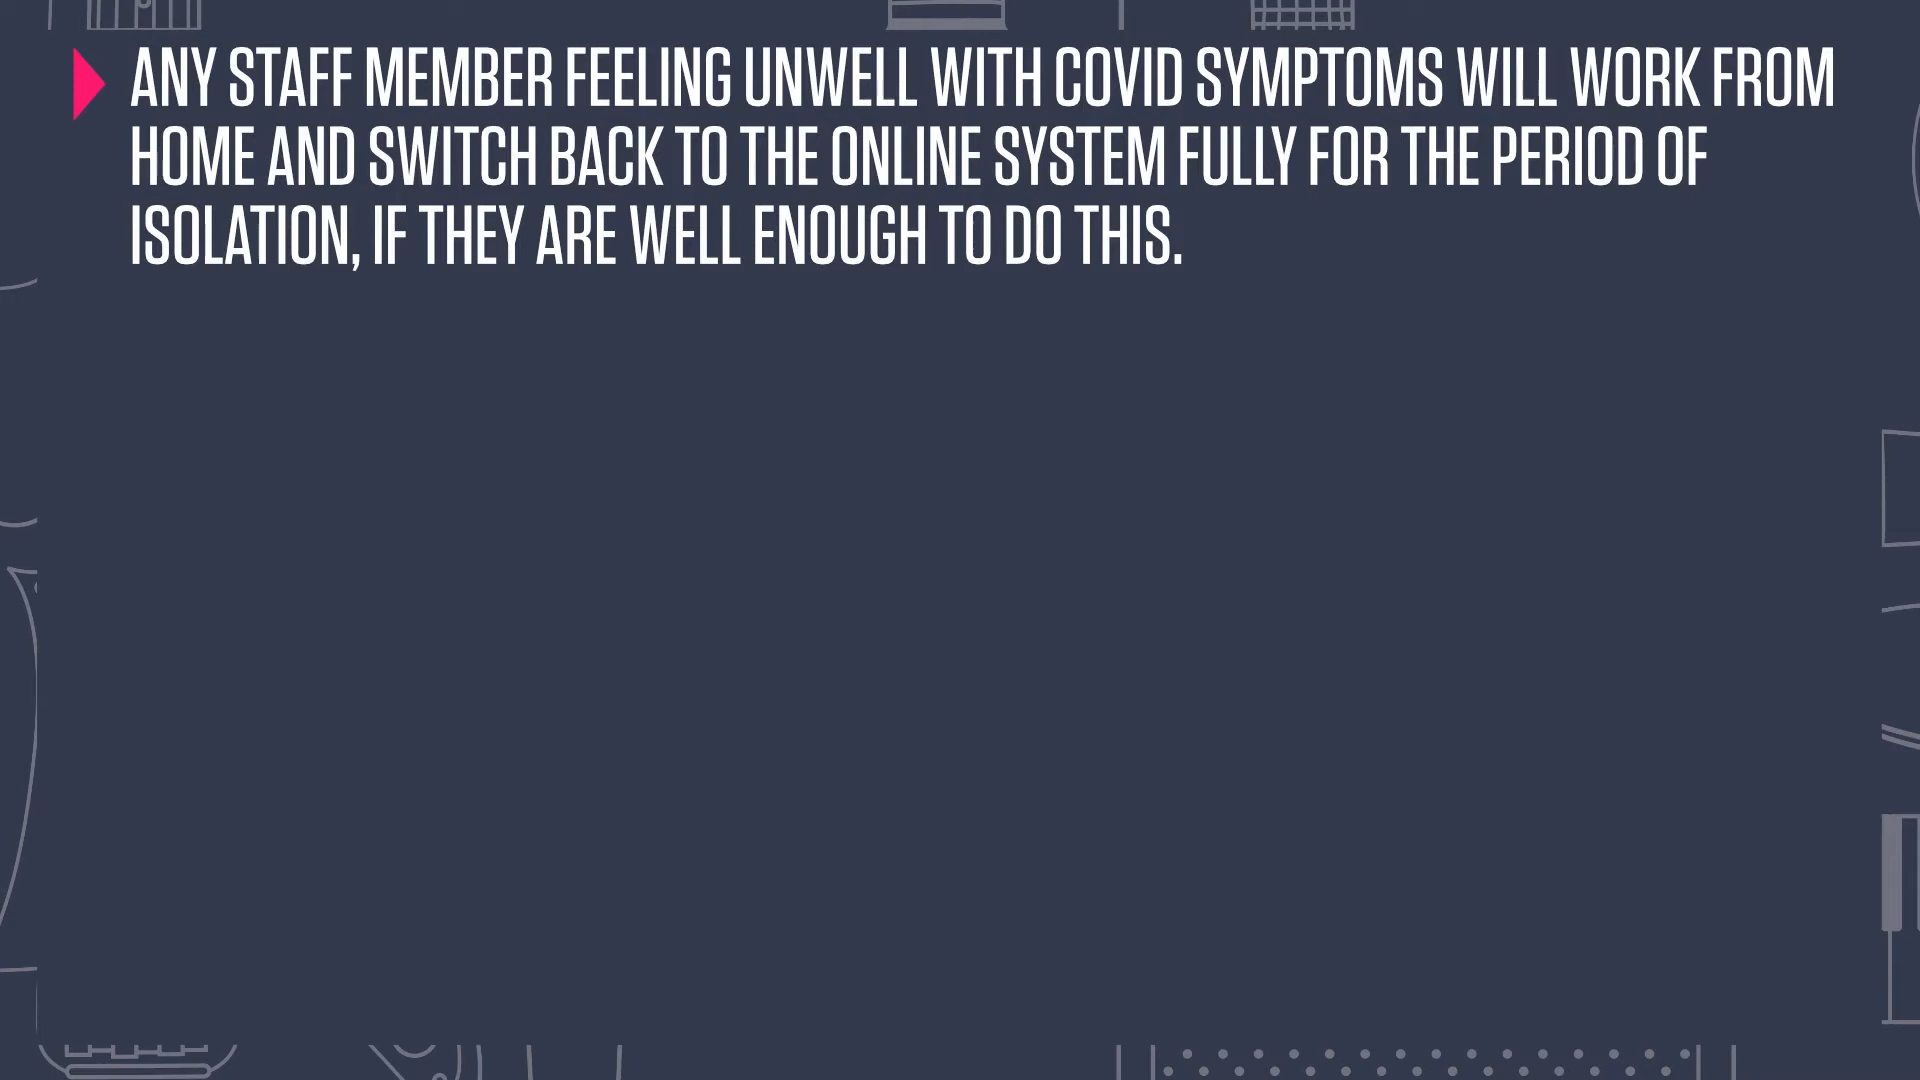 ANY STAFF MEMBER FEELING UNWELL WITH COVID SYMPTOMS WILL WORK FROM
HOME AND SWITCH BACK TO THE ONLINE SYSTEM FULLY FOR THE PERIOD OF
ISOLATION, IF THEY ARE WELL ENOUGH TO DO THIS.